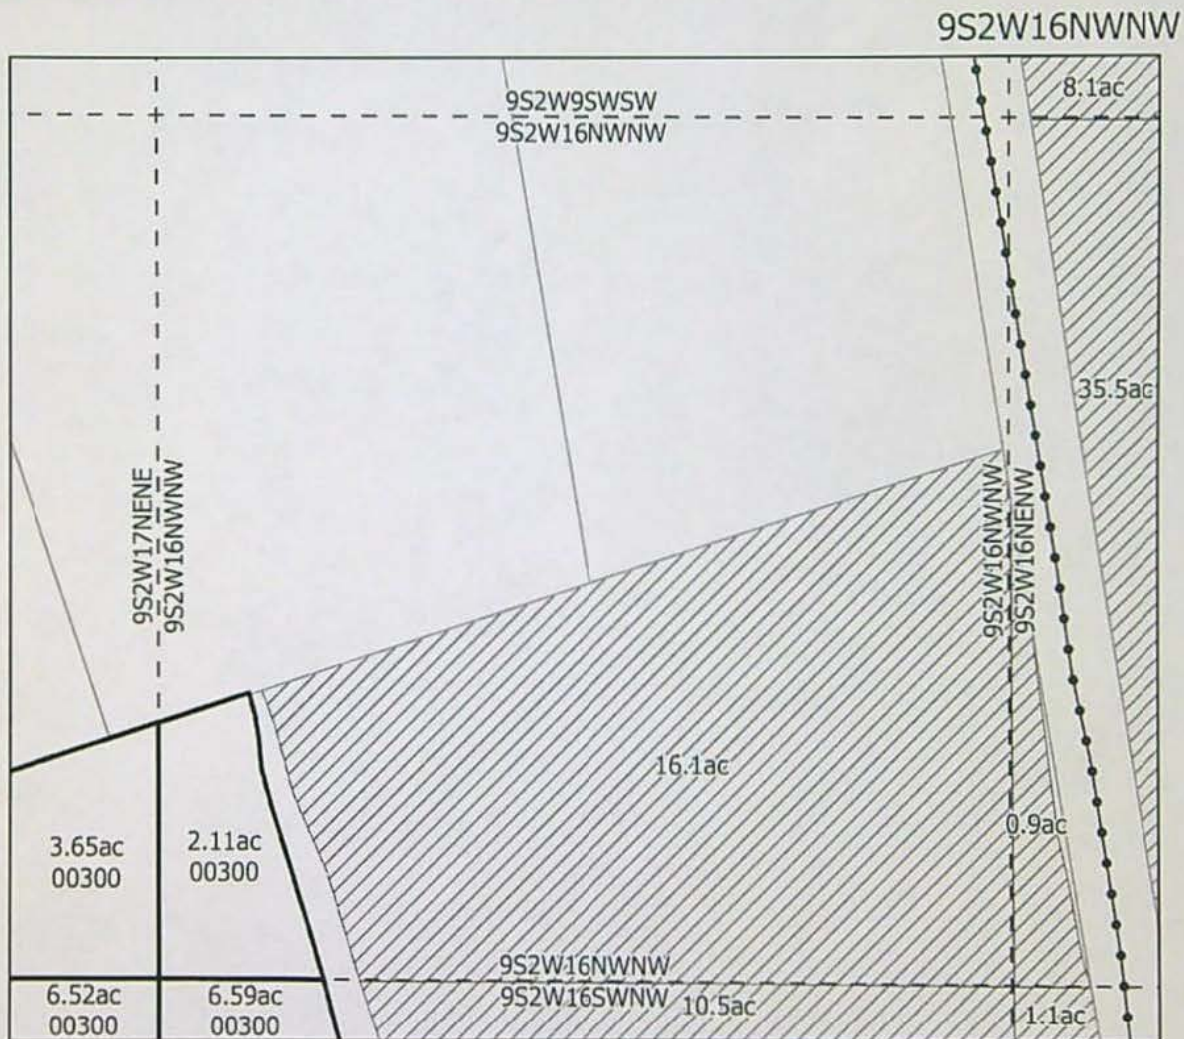 9S2W16NWNW
8.1ac
9S2W9SWSW
9S2W16NWNW
35.5ac
9S2W17NENE
9S2W16NWNW
9S2W16NWNW
9S2W16NENW
16.1ac
0.9ac
3.65ac
00300
2.11ac
00300
9S2W16NWNW
9S2W16SWNW
10.5ac
6.52ac
00300
6.59ac
00300
1.1ac